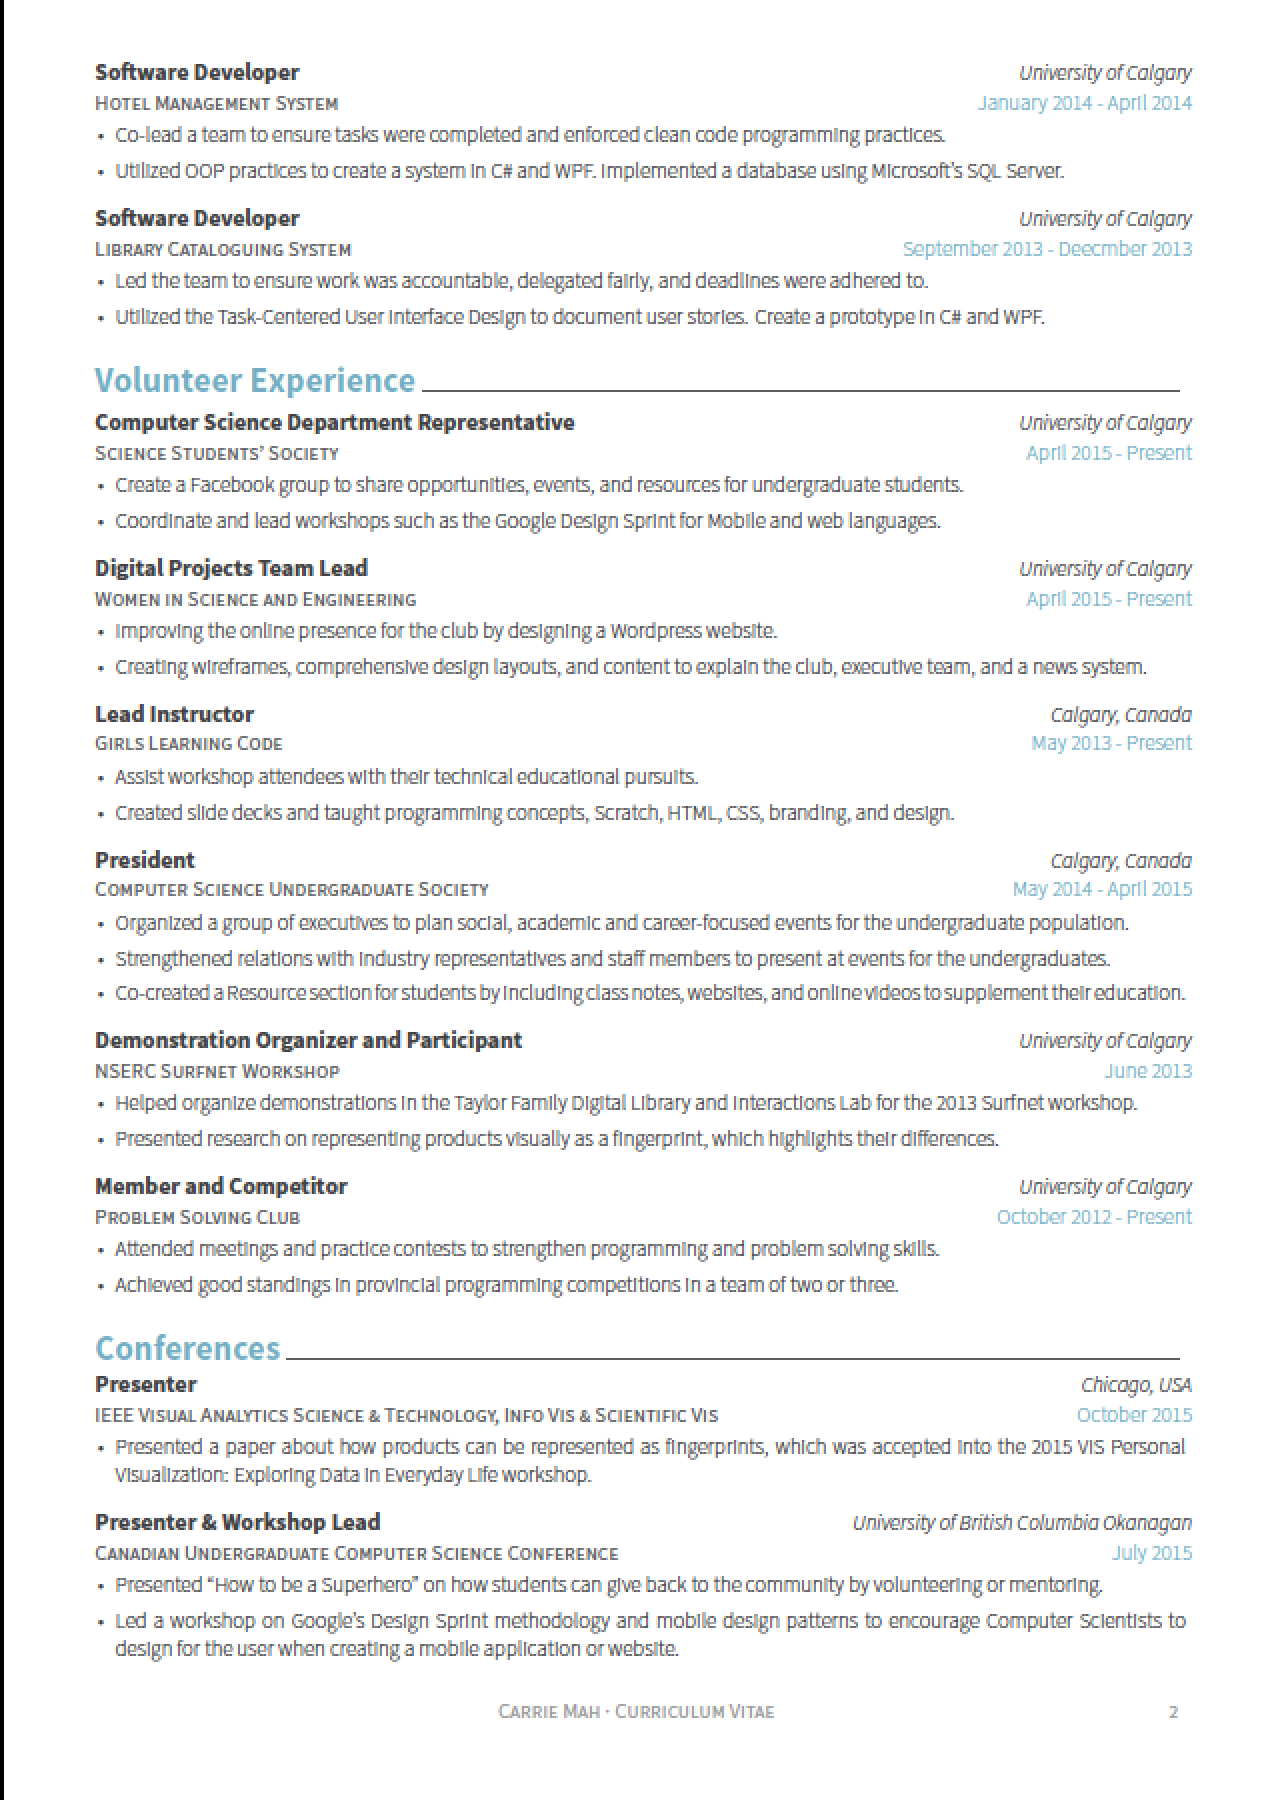 Software Developer University of Calgary
Hotel Management System January 2014 - April 2014
• Co-lead a team to ensure tasks were completed and enforced clean code programming practices.
• Utilized OOP practices to create a system in C# and WPF. Implemented a database using Microsoft's SQL Server.
Software Developer University of Calgary
Library Cataloguing System September 2013 - Deecmber 2013
• Led the team to ensure work was accountable, delegated fairly, and deadlines were adhered to.
• Utilized the Task-Centered User Interface Design to document user stories. Create a prototype in C# and WPF.
Volunteer Experience
Computer Science Department Representative University of Calgary
Science Students' Society April 2015 - Present
• Create a Facebook group to share opportunities, events, and resources for undergraduate students.
• Coordinate and lead workshops such as the Google Design Sprint for Mobile and web languages.
Digital Projects Team Lead University of Calgary
Women in Science and Engineering April 2015 - Present
• Improving the online presence for the club by designing a Wordpress website.
• Creating wireframes, comprehensive design layouts, and content to explain the club, executive team, and a news system.
Lead Instructor Calgary, Canada
Girls Learning Code May 2013 - Present
• Assist workshop attendees with their technical educational pursuits.
• Created slide decks and taught programming concepts, Scratch, HTML, CSS, branding, and design.
President Calgary, Canada
Computer Science Undergraduate Society May 2014 - April 2015
• Organized a group of executives to plan social, academic and career-focused events for the undergraduate population.
• Strengthened relations with industry representatives and staff members to present at events for the undergraduates.
• Co-created a Resource section for students by including class notes, websites, and online videos to supplement their education.
Demonstration Organizer and Participant University of Calgary
NSERC Surfnet Workshop June 2013
• Helped organize demonstrations in the Taylor Family Digital Library and Interactions Lab for the 2013 Surfnet workshop.
• Presented research on representing products visually as a fingerprint, which highlights their differences.
Member and Competitor University of Calgary
Problem Solving Club October 2012 - Present
• Attended meetings and practice contests to strengthen programming and problem solving skills.
• Achieved good standings in provincial programming competitions in a team of two or three.
Conferences
Presenter Chicago, USA
IEEE Visual Analytics Science & Technology, Info Vis & Scientific Vis October 2015
• Presented a paper about how products can be represented as fingerprints, which was accepted into the 2015 VIS Personal
Visualization: Exploring Data in Everyday Life workshop.
Presenter & Workshop Lead University of British Columbia Okanagan
Canadian Undergraduate Computer Science Conference July 2015
• Presented "How to be a Superhero" on how students can give back to the community by volunteering or mentoring.
• Led a workshop on Google's Design Sprint methodology and mobile design patterns to encourage Computer Scientists to
design for the user when creating a mobile application or website.
Carrie Mah · Curriculum Vitae 2